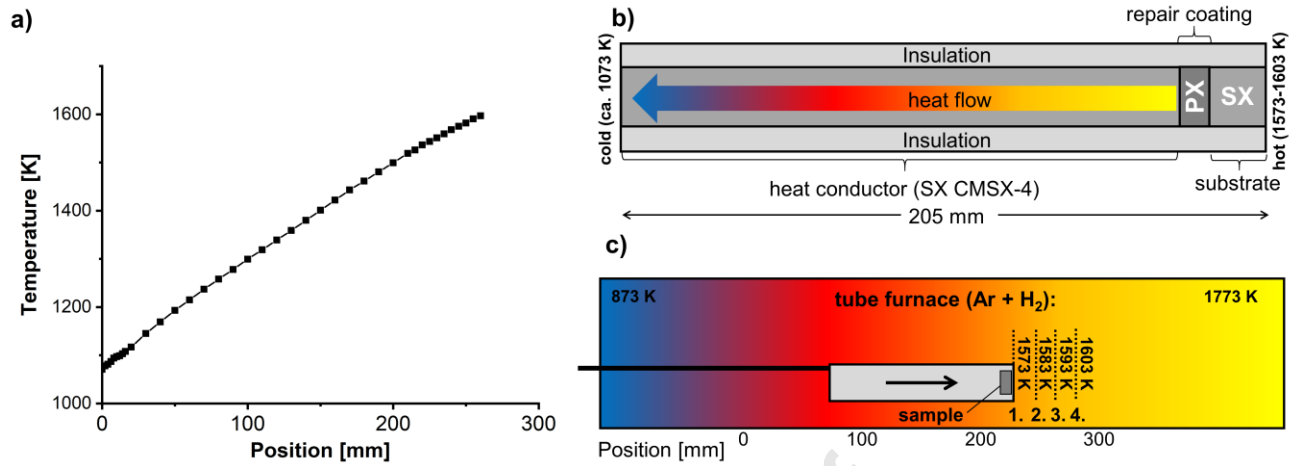 a)
Temperature [K]
1600
1400
1200
1000
0
100
200
300
Position [mm]
b)
repair coating
cold (ca. 1073 K)
Insulation
heat flow
PX
SX
Insulation
hot (1573-1603 K)
heat conductor (SX CMSX-4)
substrate
205 mm
c)
873 K
tube furnace (Ar + H₂):
1773 K
1573 K
1583 K
1593 K
1603 K
sample
1. 2. 3. 4.
Position [mm]
0
100
200
300